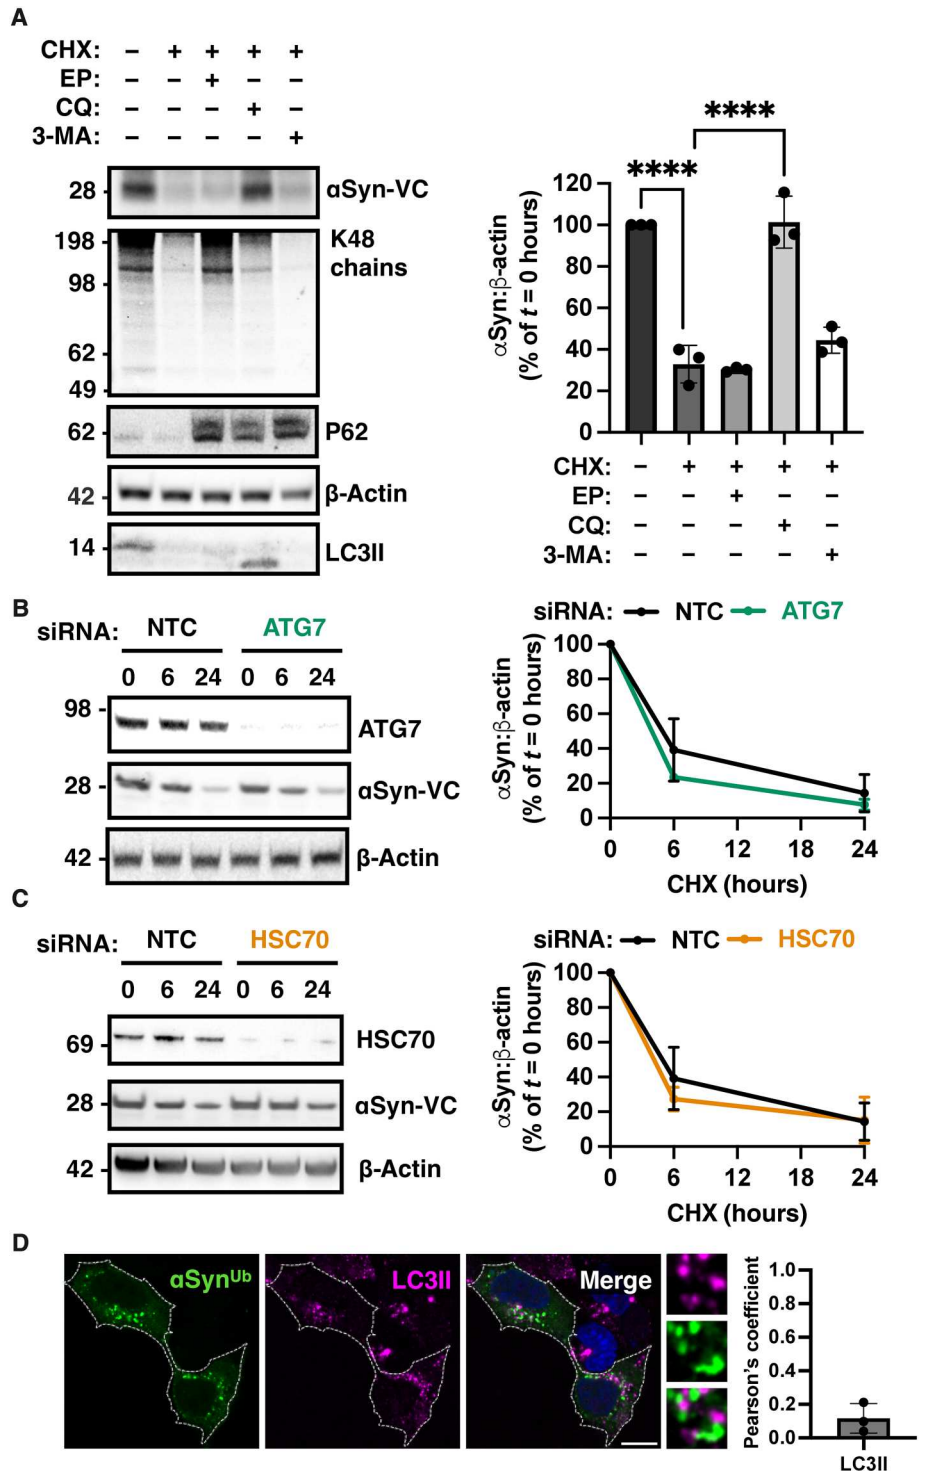 A
CHX: – + + + +
EP: – – + – –
CQ: – – – + –
3-MA: – – – – +
28 - αSyn-VC
198 - K48
chains
98 -
62 -
49 -
62 - P62
42 - β-Actin
14 - LC3II
****
****
αSyn:β-actin
(% of t = 0 hours)
120
100
80
60
40
20
0
CHX: – + + + +
EP: – – + – –
CQ: – – – + –
3-MA: – – – – +
B
siRNA: NTC ATG7
0 6 24 0 6 24
98 - ATG7
28 - αSyn-VC
42 - β-Actin
siRNA: NTC ATG7
αSyn:β-actin
(% of t = 0 hours)
100
80
60
40
20
0
0 6 12 18 24
CHX (hours)
C
siRNA: NTC HSC70
0 6 24 0 6 24
69 - HSC70
28 - αSyn-VC
42 - β-Actin
siRNA: NTC HSC70
αSyn:β-actin
(% of t = 0 hours)
100
80
60
40
20
0
0 6 12 18 24
CHX (hours)
D
αSynUb LC3II Merge
Pearson's coefficient
1.0
0.8
0.6
0.4
0.2
0.0
LC3II